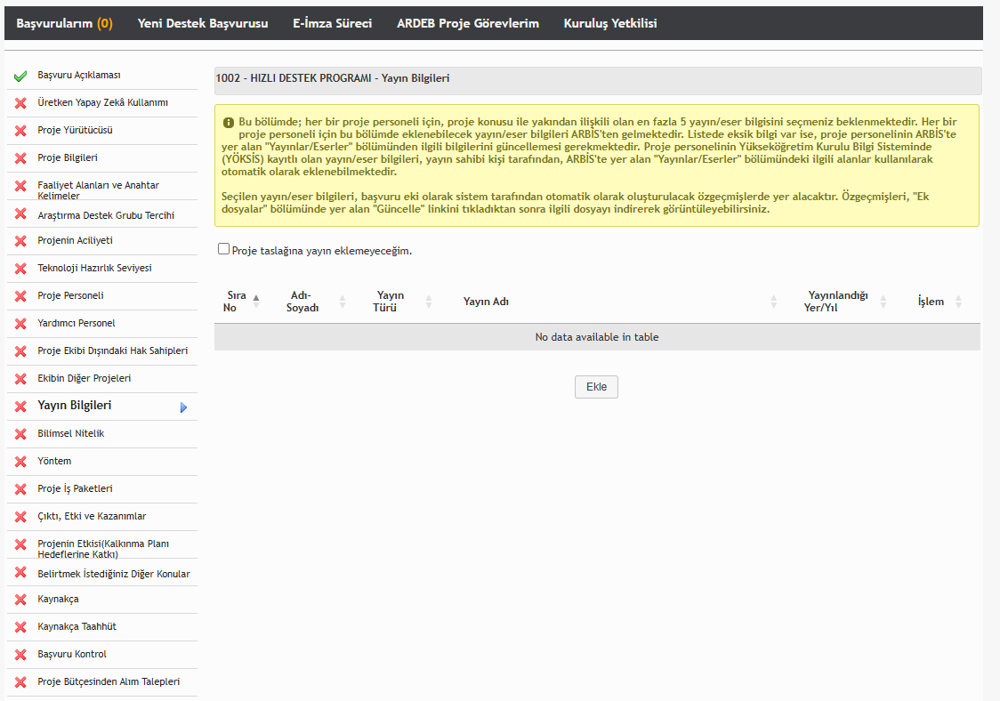 Başvurularım (0) Yeni Destek Başvurusu E-İmza Süreci ARDEB Proje Görevlerim Kuruluş Yetkilisi
Başvuru Açıklaması
Üretken Yapay Zekâ Kullanımı
Proje Yürütücüsü
Proje Bilgileri
Faaliyet Alanları ve Anahtar
Kelimeler
Araştırma Destek Grubu Tercihi
Projenin Aciliyeti
Teknoloji Hazırlık Seviyesi
Proje Personeli
Yardımcı Personel
Proje Ekibi Dışındaki Hak Sahipleri
Ekibin Diğer Projeleri
Yayın Bilgileri
Bilimsel Nitelik
Yöntem
Proje İş Paketleri
Çıktı, Etki ve Kazanımlar
Projenin Etkisi(Kalkınma Planı
Hedeflerine Katkı)
Belirtmek İstediğiniz Diğer Konular
Kaynakça
Kaynakça Taahhüt
Başvuru Kontrol
Proje Bütçesinden Alım Talepleri
1002 - HIZLI DESTEK PROGRAMI - Yayın Bilgileri
Bu bölümde; her bir proje personeli için, proje konusu ile yakından ilişkili olan en fazla 5 yayın/eser bilgisini seçmeniz beklenmektedir. Her bir
proje personeli için bu bölümde eklenebilecek yayın/eser bilgileri ARBİS'ten gelmektedir. Listede eksik bilgi var ise, proje personelinin ARBİS'te
yer alan "Yayınlar/Eserler" bölümünden ilgili bilgilerini güncellemesi gerekmektedir. Proje personelinin Yükseköğretim Kurulu Bilgi Sisteminde
(YÖKSİS) kayıtlı olan yayın/eser bilgileri, yayın sahibi kişi tarafından, ARBİS'te yer alan "Yayınlar/Eserler" bölümündeki ilgili alanlar kullanılarak
otomatik olarak eklenebilmektedir.
Seçilen yayın/eser bilgileri, başvuru eki olarak sistem tarafından otomatik olarak oluşturulacak özgeçmişlerde yer alacaktır. Özgeçmişleri, "Ek
dosyalar" bölümünde yer alan "Güncelle" linkini tıkladıktan sonra ilgili dosyayı indirerek görüntüleyebilirsiniz.
Proje taslağına yayın eklemeyeceğim.
Sıra
No
Adı-
Soyadı
Yayın
Türü
Yayın Adı
Yayınlandığı
Yer/Yıl
İşlem
No data available in table
Ekle